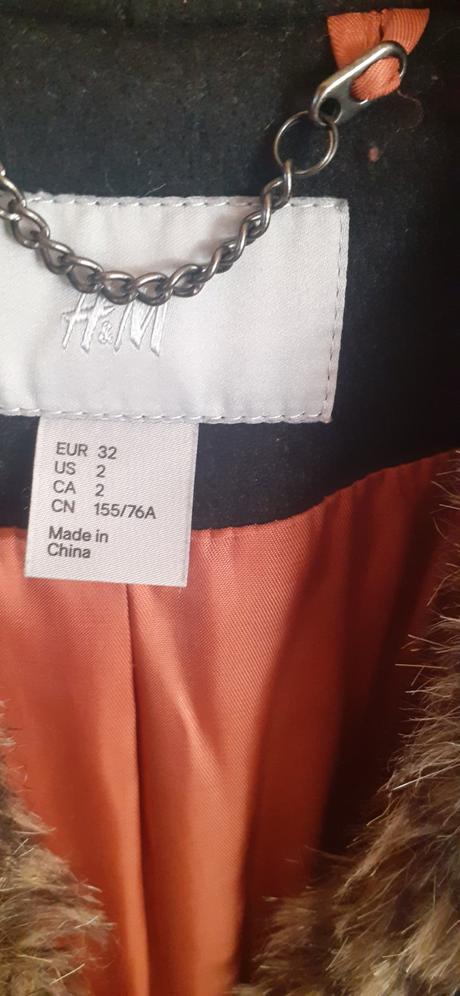 H&M
EUR 32
US 2
CA 2
CN 155/76A
Made in
China